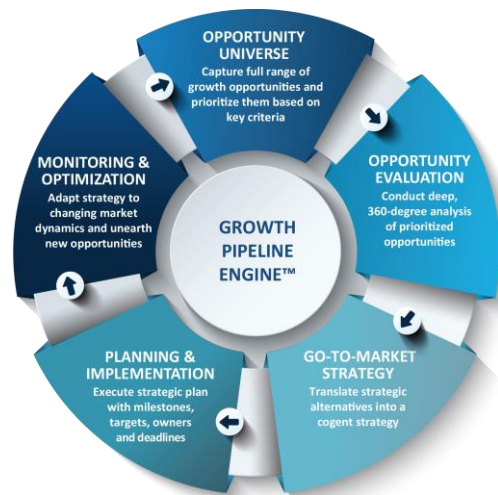 OPPORTUNITY
UNIVERSE
Capture full range of
growth opportunities and
prioritize them based on
key criteria
OPPORTUNITY
EVALUATION
Conduct deep,
360-degree analysis
of prioritized
opportunities
GO-TO-MARKET
STRATEGY
Translate strategic
alternatives into a
cogent strategy
PLANNING &
IMPLEMENTATION
Execute strategic plan
with milestones,
targets, owners
and deadlines
MONITORING &
OPTIMIZATION
Adapt strategy to
changing market
dynamics and unearth
new opportunities
GROWTH
PIPELINE
ENGINE™